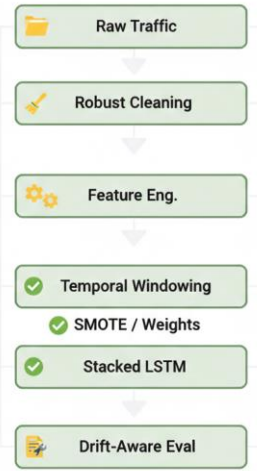 Raw Traffic
Robust Cleaning
Feature Eng.
Temporal Windowing
SMOTE / Weights
Stacked LSTM
Drift-Aware Eval